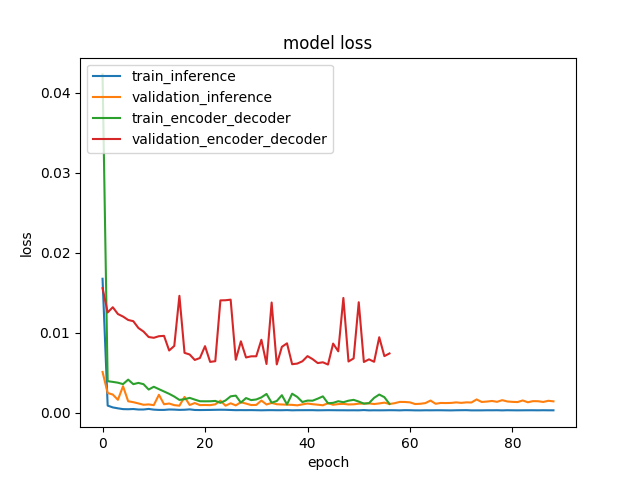 model loss
train_inference
validation_inference
train_encoder_decoder
validation_encoder_decoder
0.04
0.03
0.02
0.01
0.00
loss
0 20 40 60 80
epoch